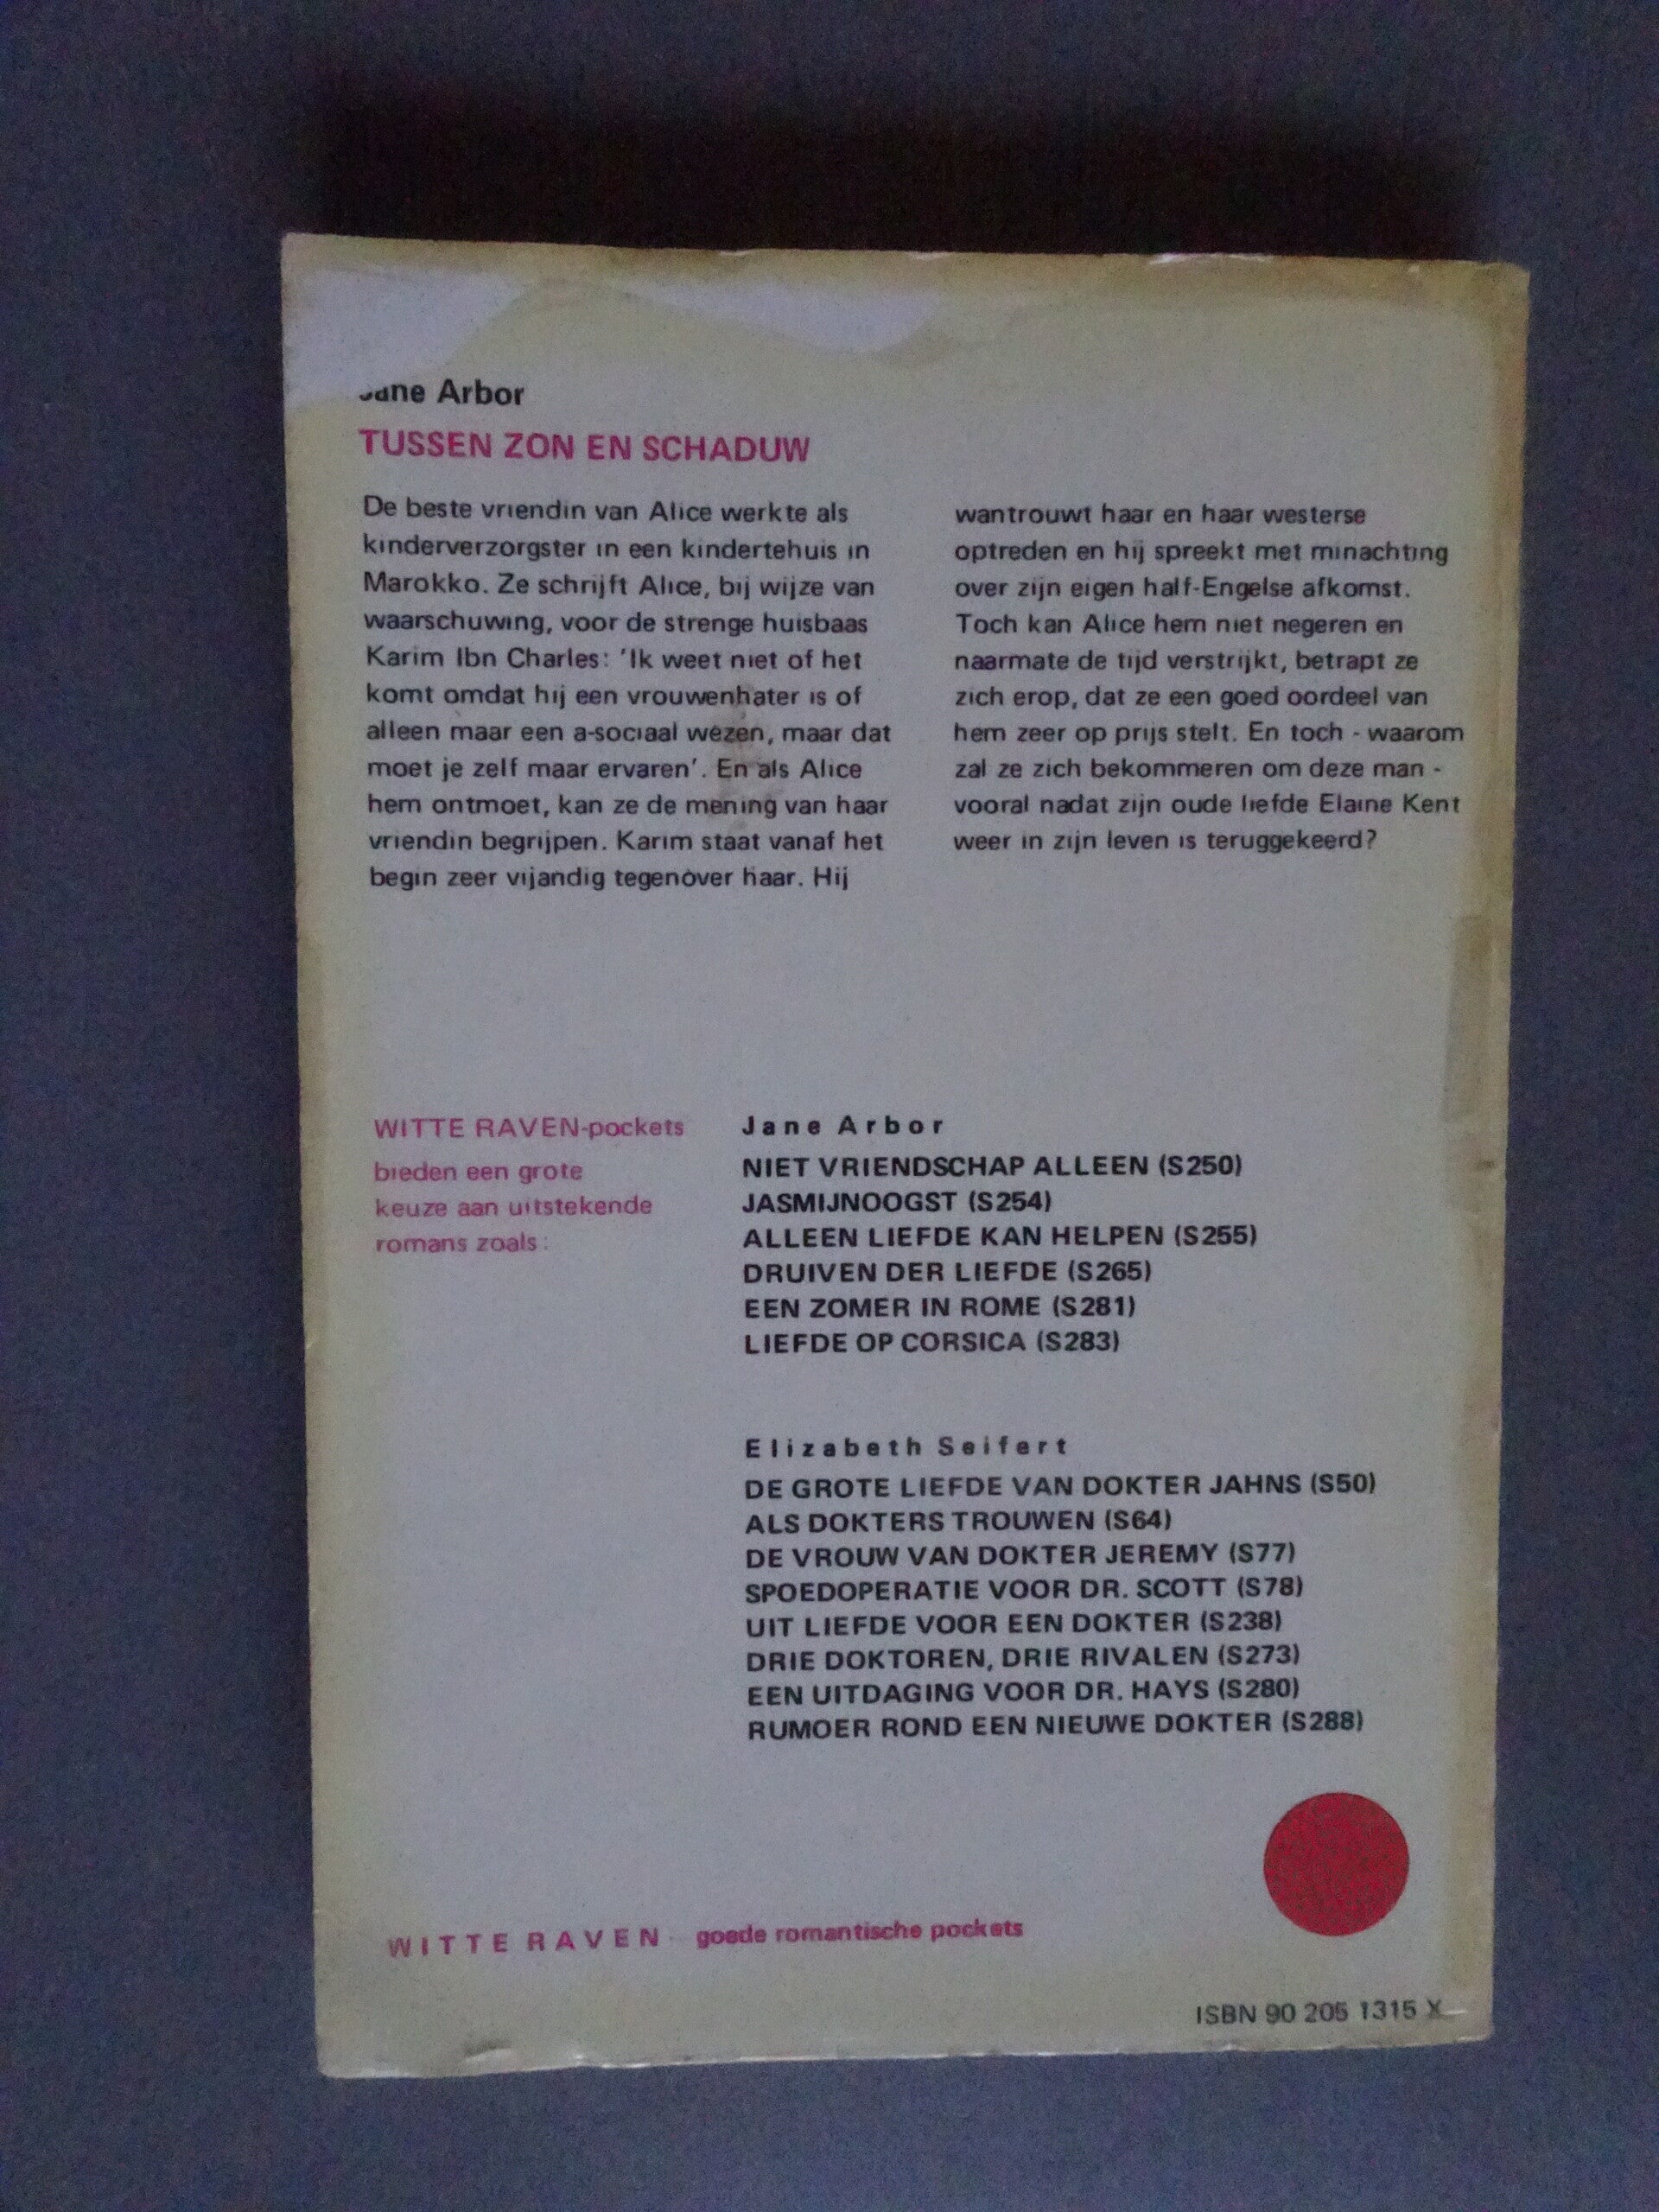 Jane Arbor
TUSSEN ZON EN SCHADUW
De beste vriendin van Alice werkte als
kinderverzorgster in een kindertehuis in
Marokko. Ze schrijft Alice, bij wijze van
waarschuwing, voor de strenge huisbaas
Karim Ibn Charles: 'Ik weet niet of het
komt omdat hij een vrouwenhater is of
alleen maar een a-sociaal wezen, maar dat
moet je zelf maar ervaren'. En als Alice
hem ontmoet, kan ze de mening van haar
vriendin begrijpen. Karim staat vanaf het
begin zeer vijandig tegenover haar. Hij
wantrouwt haar en haar westerse
optreden en hij spreekt met minachting
over zijn eigen half-Engelse afkomst.
Toch kan Alice hem niet negeren en
naarmate de tijd verstrijkt, betrapt ze
zich erop, dat ze een goed oordeel van
hem zeer op prijs stelt. En toch - waarom
zal ze zich bekommeren om deze man -
vooral nadat zijn oude liefde Elaine Kent
weer in zijn leven is teruggekeerd?
WITTE RAVEN-pockets
bieden een grote
keuze aan uitstekende
romans zoals:
Jane Arbor
NIET VRIENDSCHAP ALLEEN (S250)
JASMIJNOOGST (S254)
ALLEEN LIEFDE KAN HELPEN (S255)
DRUIVEN DER LIEFDE (S265)
EEN ZOMER IN ROME (S281)
LIEFDE OP CORSICA (S283)
Elizabeth Seifert
DE GROTE LIEFDE VAN DOKTER JAHNS (S50)
ALS DOKTERS TROUWEN (S64)
DE VROUW VAN DOKTER JEREMY (S77)
SPOEDOPERATIE VOOR DR. SCOTT (S78)
UIT LIEFDE VOOR EEN DOKTER (S238)
DRIE DOKTOREN, DRIE RIVALEN (S273)
EEN UITDAGING VOOR DR. HAYS (S280)
RUMOER ROND EEN NIEUWE DOKTER (S288)
WITTE RAVEN goede romantische pockets
ISBN 90 205 1315 X